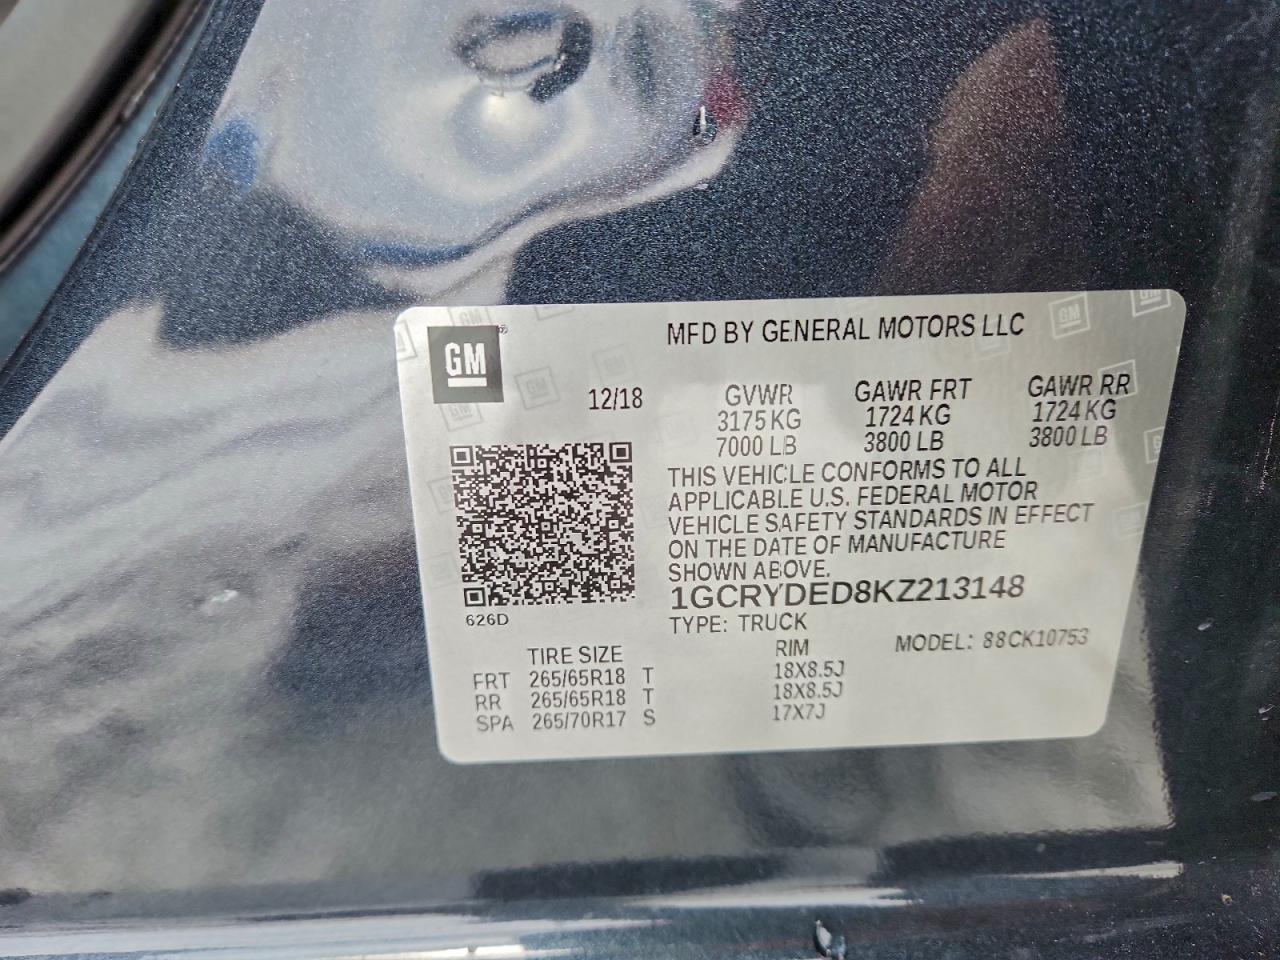 GM
MFD BY GENERAL MOTORS LLC
12/18
GVWR GAWR FRT GAWR RR
3175 KG 1724 KG 1724 KG
7000 LB 3800 LB 3800 LB
THIS VEHICLE CONFORMS TO ALL
APPLICABLE U.S. FEDERAL MOTOR
VEHICLE SAFETY STANDARDS IN EFFECT
ON THE DATE OF MANUFACTURE
SHOWN ABOVE.
1GCRYDED8KZ213148
626D
TYPE: TRUCK
MODEL: 88CK10753
TIRE SIZE RIM
FRT 265/65R18 T 18X8.5J
RR 265/65R18 T 18X8.5J
SPA 265/70R17 S 17X7J